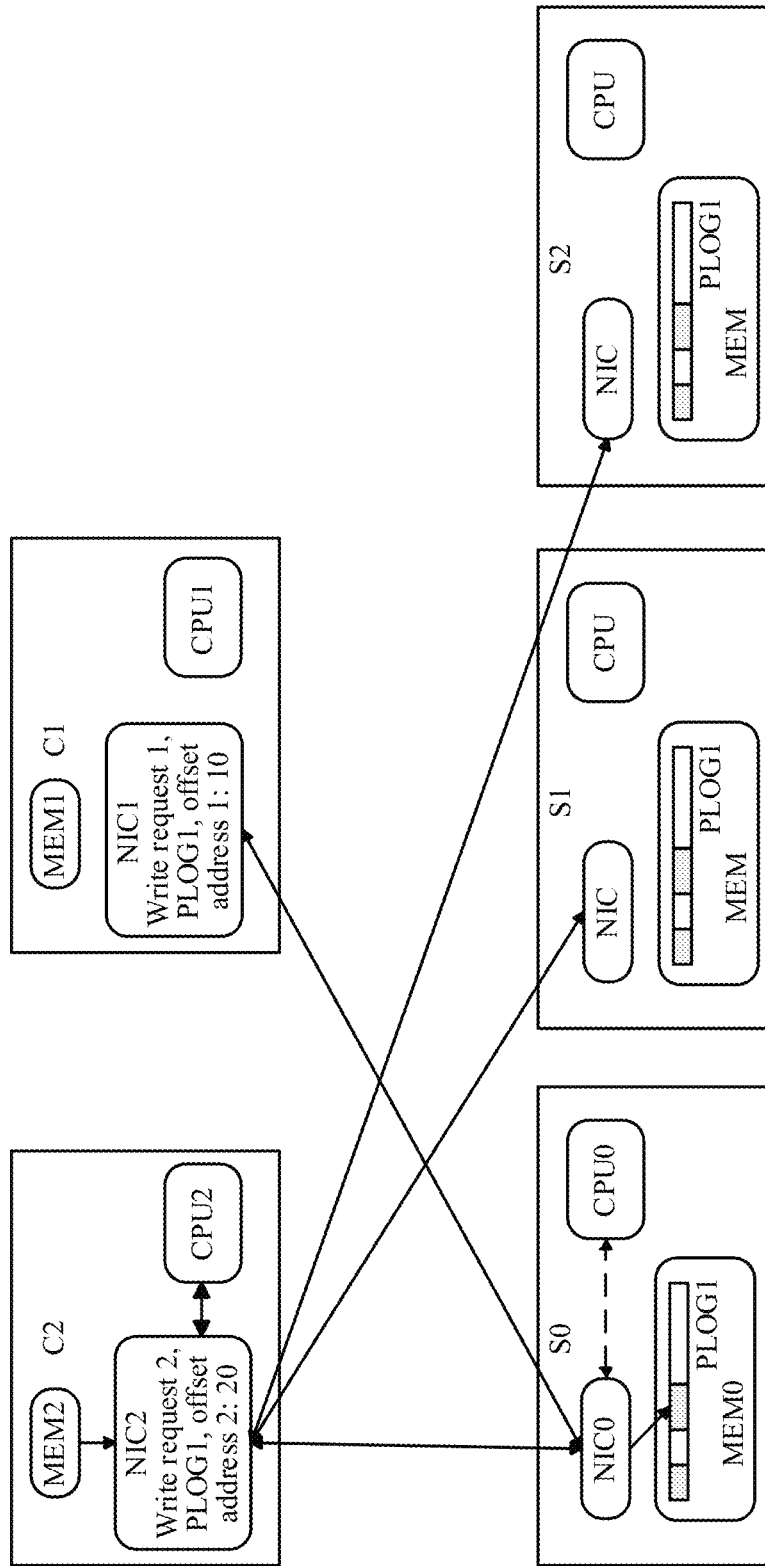 MEM2
C2
NIC2
Write request 2,
PLOG1, offset
address 2: 20
CPU2
MEM1
C1
NIC1
Write request 1,
PLOG1, offset
address 1: 10
CPU1
S0
NIC0
CPU0
PLOG1
MEM0
S1
NIC
CPU
PLOG1
MEM
S2
NIC
CPU
PLOG1
MEM